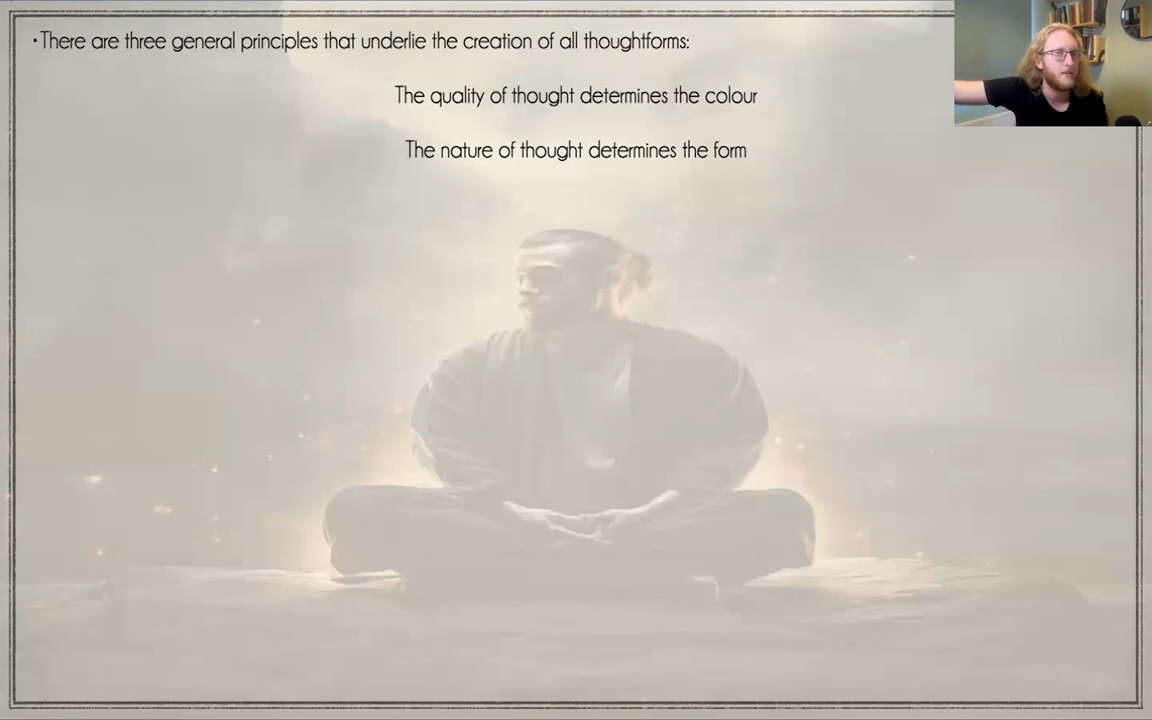 •There are three general principles that underlie the creation of all thoughtforms:
The quality of thought determines the colour
The nature of thought determines the form